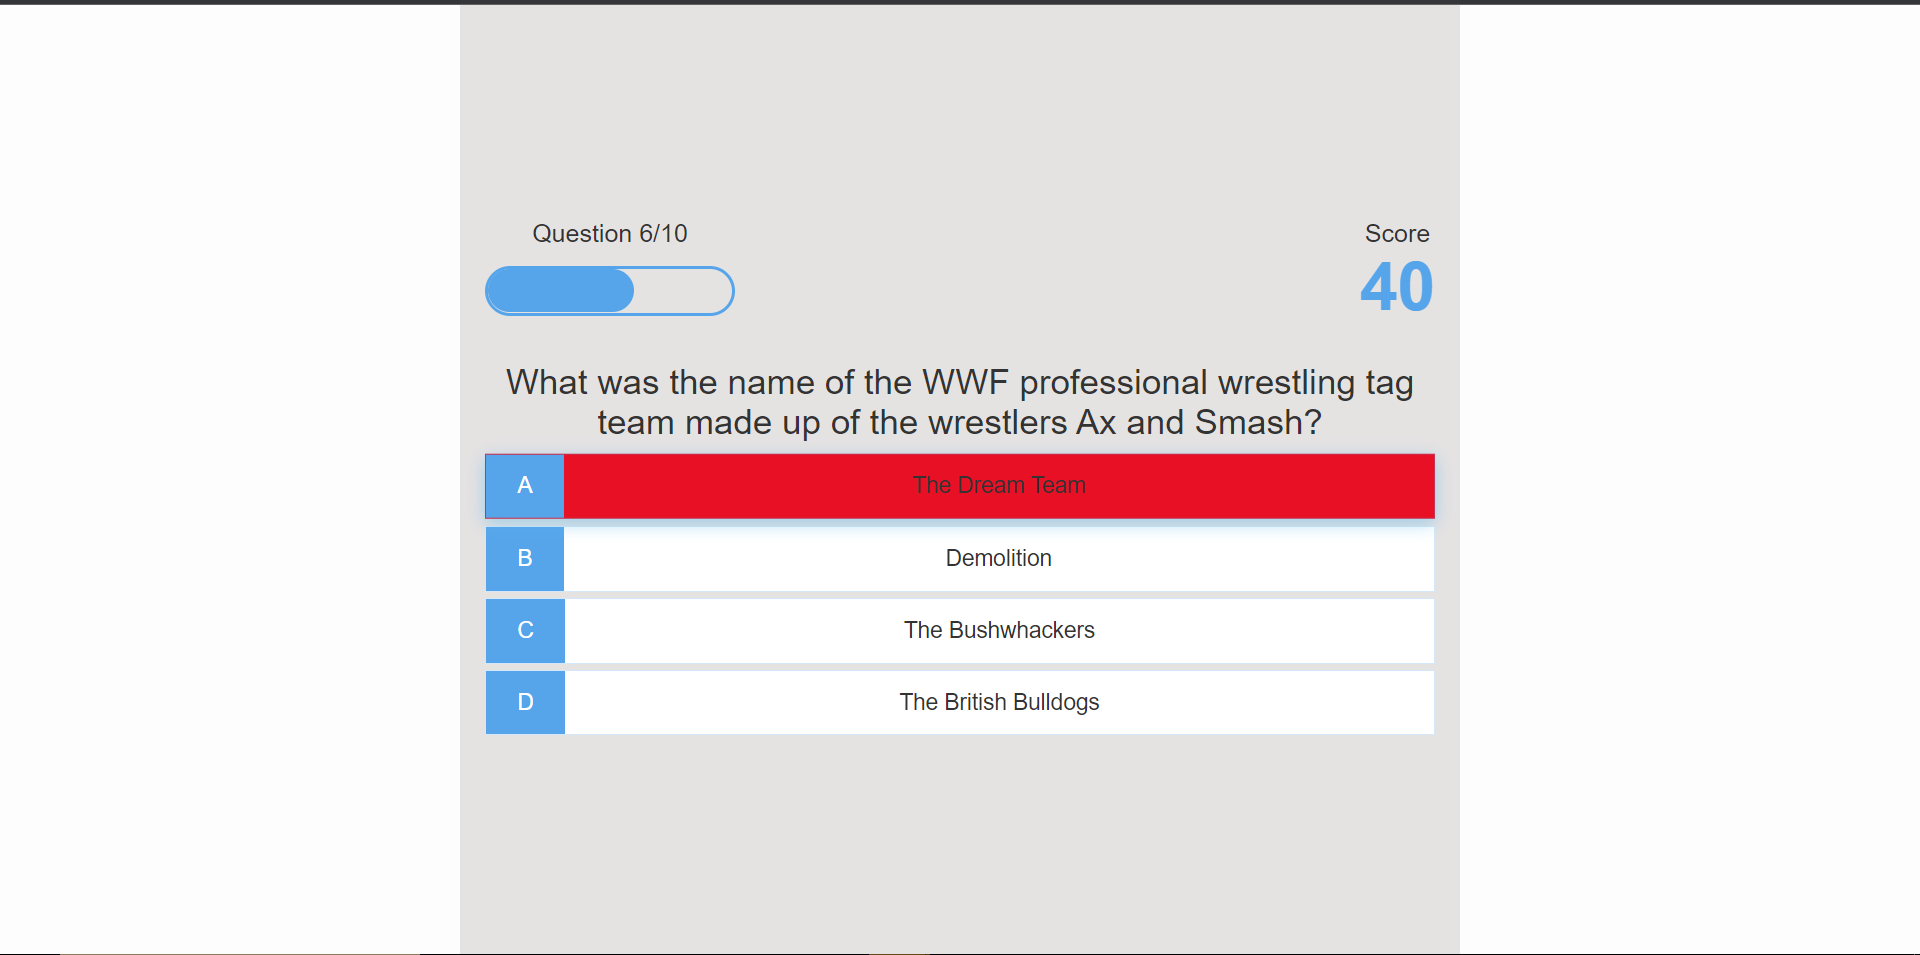 Question 6/10
Score
40
What was the name of the WWF professional wrestling tag
team made up of the wrestlers Ax and Smash?
A The Dream Team
B Demolition
C The Bushwhackers
D The British Bulldogs